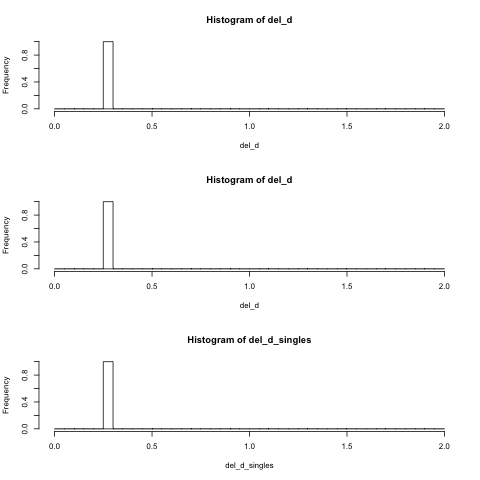 Histogram of del_d
Frequency
0.0 0.4 0.8
0.0 0.5 1.0 1.5 2.0
del_d
Histogram of del_d
Frequency
0.0 0.4 0.8
0.0 0.5 1.0 1.5 2.0
del_d
Histogram of del_d_singles
Frequency
0.0 0.4 0.8
0.0 0.5 1.0 1.5 2.0
del_d_singles